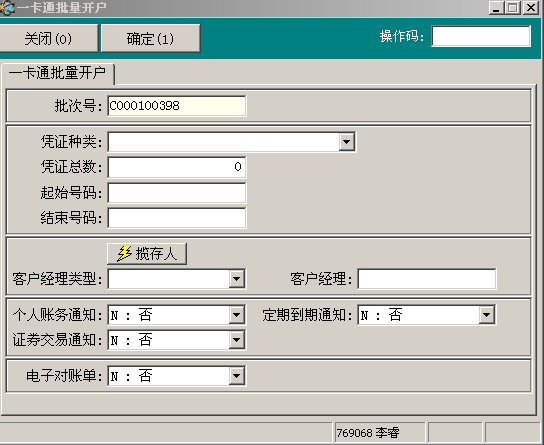 一卡通批量开户
关闭(0) 确定(1) 操作码:
一卡通批量开户
批次号: C000100398
凭证种类:
凭证总数: 0
起始号码:
结束号码:
揽存人
客户经理类型: 客户经理:
个人账务通知: N : 否 定期到期通知: N : 否
证券交易通知: N : 否
电子对账单: N : 否
769068 李睿